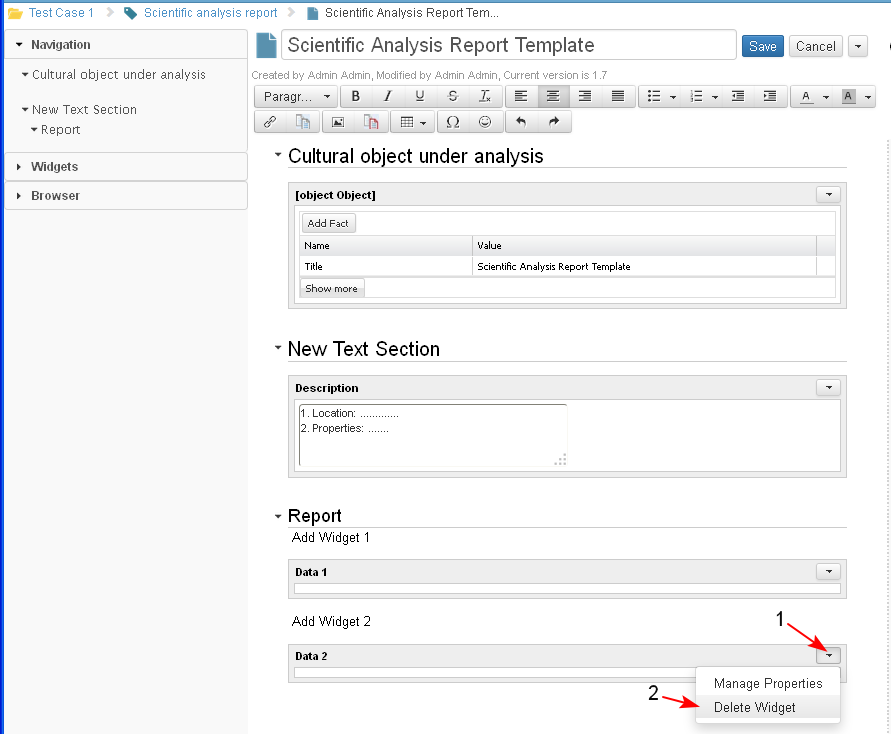 Test Case 1 Scientific analysis report Scientific Analysis Report Tem...
Navigation
Cultural object under analysis
New Text Section
Report
Widgets
Browser
Scientific Analysis Report Template
Save Cancel
Created by Admin Admin, Modified by Admin Admin, Current version is 1.7
Paragr... B I U S Tx A A
Ω
Cultural object under analysis
[object Object]
Add Fact
Name Value
Title Scientific Analysis Report Template
Show more
New Text Section
Description
1. Location: .............
2. Properties: .......
Report
Add Widget 1
Data 1
Add Widget 2
1
Data 2
Manage Properties
2
Delete Widget